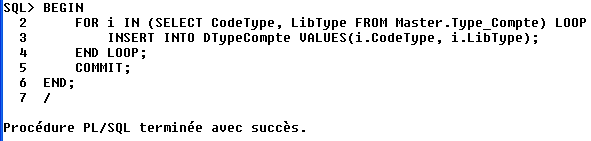 SQL> BEGIN
  2      FOR i IN (SELECT CodeType, LibType FROM Master.Type_Compte) LOOP
  3          INSERT INTO DTypeCompte VALUES(i.CodeType, i.LibType);
  4      END LOOP;
  5      COMMIT;
  6  END;
  7  /
Procédure PL/SQL terminée avec succès.